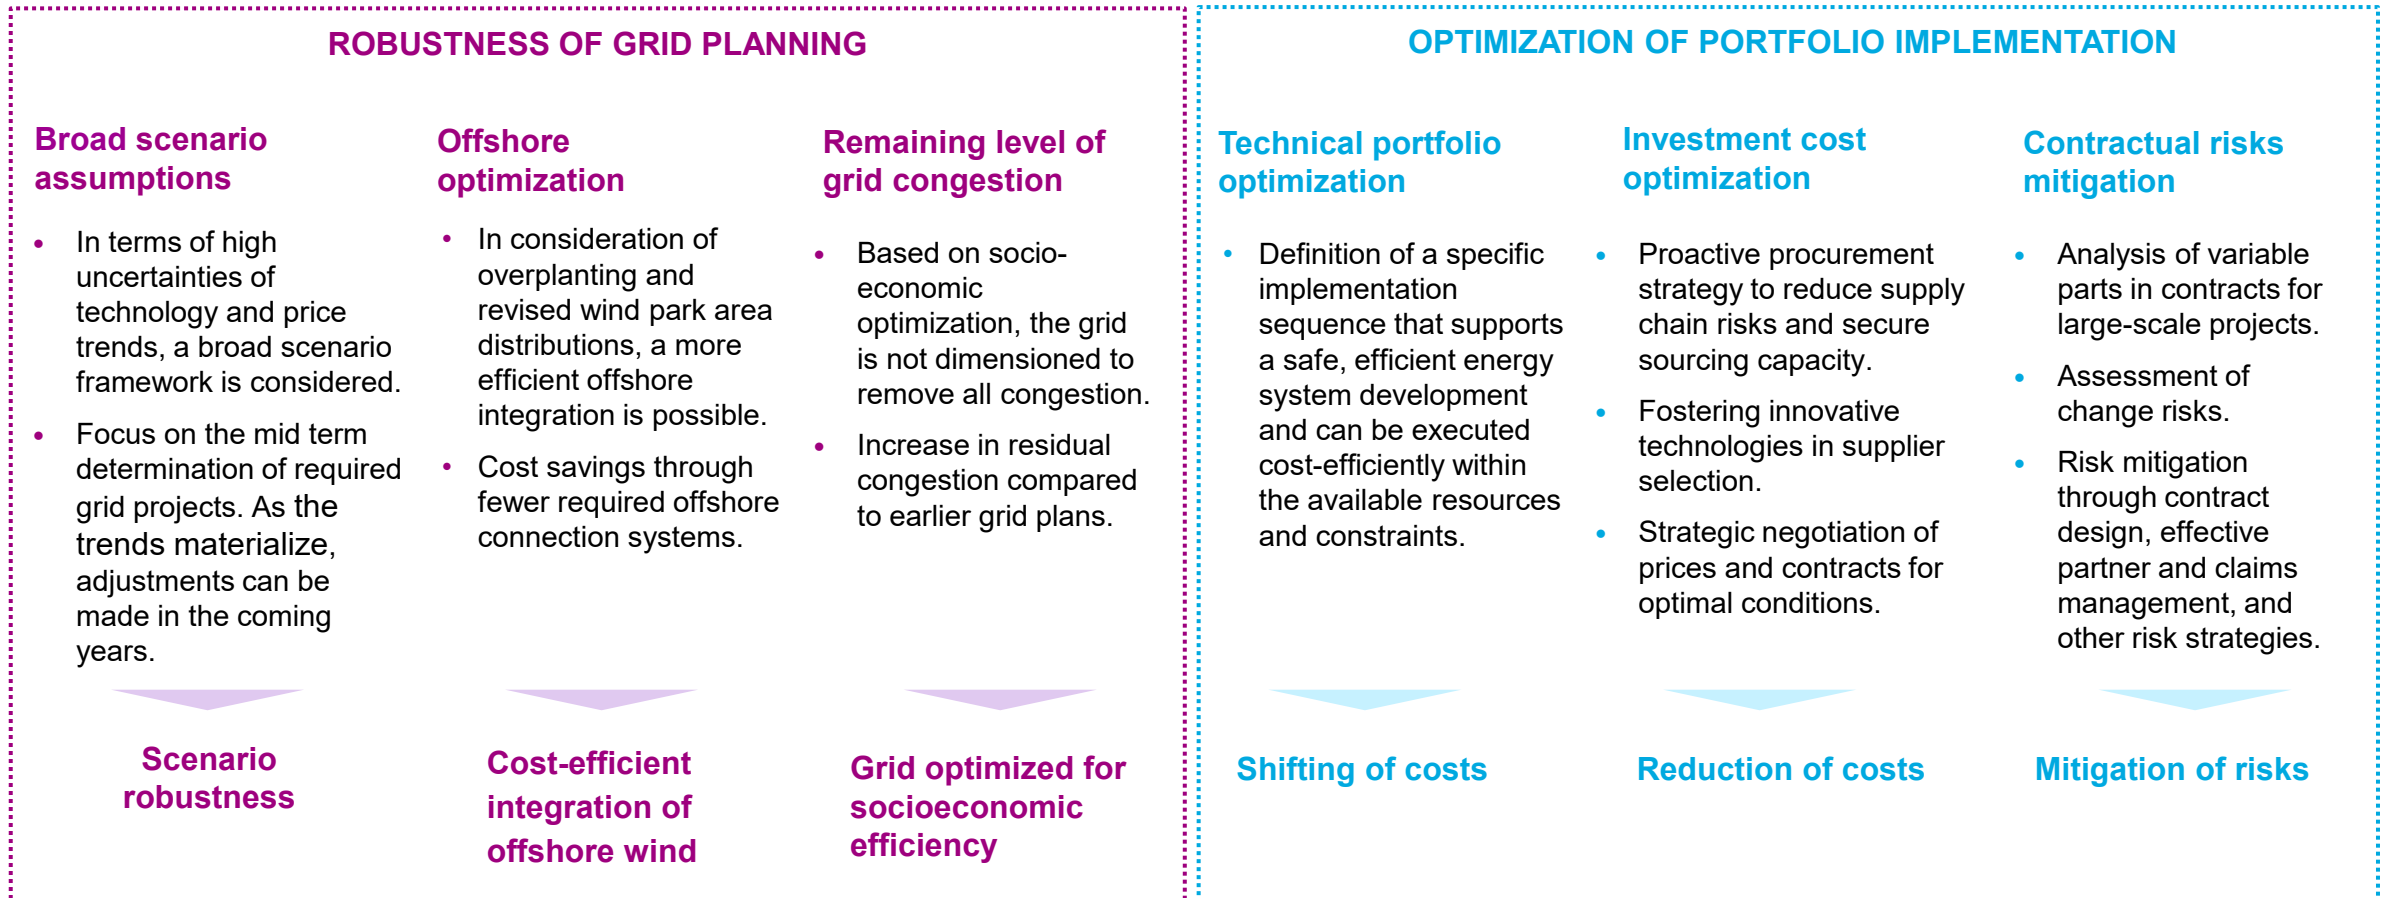 ROBUSTNESS OF GRID PLANNING
Broad scenario
assumptions
• In terms of high
uncertainties of
technology and price
trends, a broad scenario
framework is considered.
• Focus on the mid term
determination of required
grid projects. As the
trends materialize,
adjustments can be
made in the coming
years.
Scenario
robustness
Offshore
optimization
• In consideration of
overplanting and
revised wind park area
distributions, a more
efficient offshore
integration is possible.
• Cost savings through
fewer required offshore
connection systems.
Cost-efficient
integration of
offshore wind
Remaining level of
grid congestion
• Based on socio-
economic
optimization, the grid
is not dimensioned to
remove all congestion.
• Increase in residual
congestion compared
to earlier grid plans.
Grid optimized for
socioeconomic
efficiency
OPTIMIZATION OF PORTFOLIO IMPLEMENTATION
Technical portfolio
optimization
• Definition of a specific
implementation
sequence that supports
a safe, efficient energy
system development
and can be executed
cost-efficiently within
the available resources
and constraints.
Shifting of costs
Investment cost
optimization
• Proactive procurement
strategy to reduce supply
chain risks and secure
sourcing capacity.
• Fostering innovative
technologies in supplier
selection.
• Strategic negotiation of
prices and contracts for
optimal conditions.
Reduction of costs
Contractual risks
mitigation
• Analysis of variable
parts in contracts for
large-scale projects.
• Assessment of
change risks.
• Risk mitigation
through contract
design, effective
partner and claims
management, and
other risk strategies.
Mitigation of risks